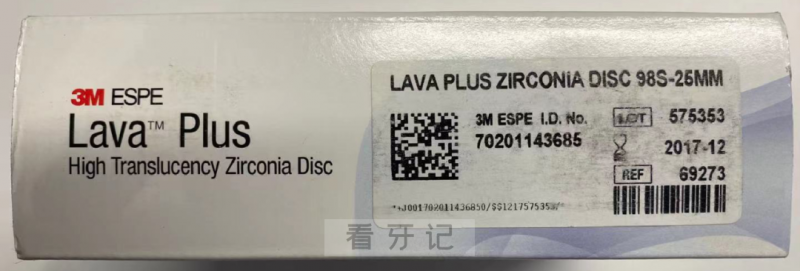 3M ESPE
Lava™ Plus
High Translucency Zirconia Disc
LAVA PLUS ZIRCONIA DISC 98S-25MM
3M ESPE I.D. No.
70201143685
LOT 575353
2017-12
REF 69273
看牙记